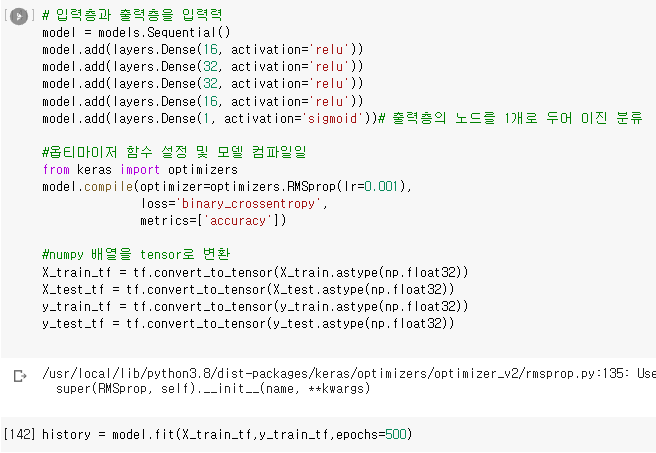 [ ] # 입력층과 출력층을 입력력
model = models.Sequential()
model.add(layers.Dense(16, activation='relu'))
model.add(layers.Dense(32, activation='relu'))
model.add(layers.Dense(32, activation='relu'))
model.add(layers.Dense(16, activation='relu'))
model.add(layers.Dense(1, activation='sigmoid'))# 출력층의 노드를 1개로 두어 이진 분류
#옵티마이저 함수 설정 및 모델 컴파일일
from keras import optimizers
model.compile(optimizer=optimizers.RMSprop(lr=0.001),
loss='binary_crossentropy',
metrics=['accuracy'])
#numpy 배열을 tensor로 변환
X_train_tf = tf.convert_to_tensor(X_train.astype(np.float32))
X_test_tf = tf.convert_to_tensor(X_test.astype(np.float32))
y_train_tf = tf.convert_to_tensor(y_train.astype(np.float32))
y_test_tf = tf.convert_to_tensor(y_test.astype(np.float32))
/usr/local/lib/python3.8/dist-packages/keras/optimizers/optimizer_v2/rmsprop.py:135: Use
super(RMSprop, self).__init__(name, **kwargs)
[142] history = model.fit(X_train_tf,y_train_tf,epochs=500)